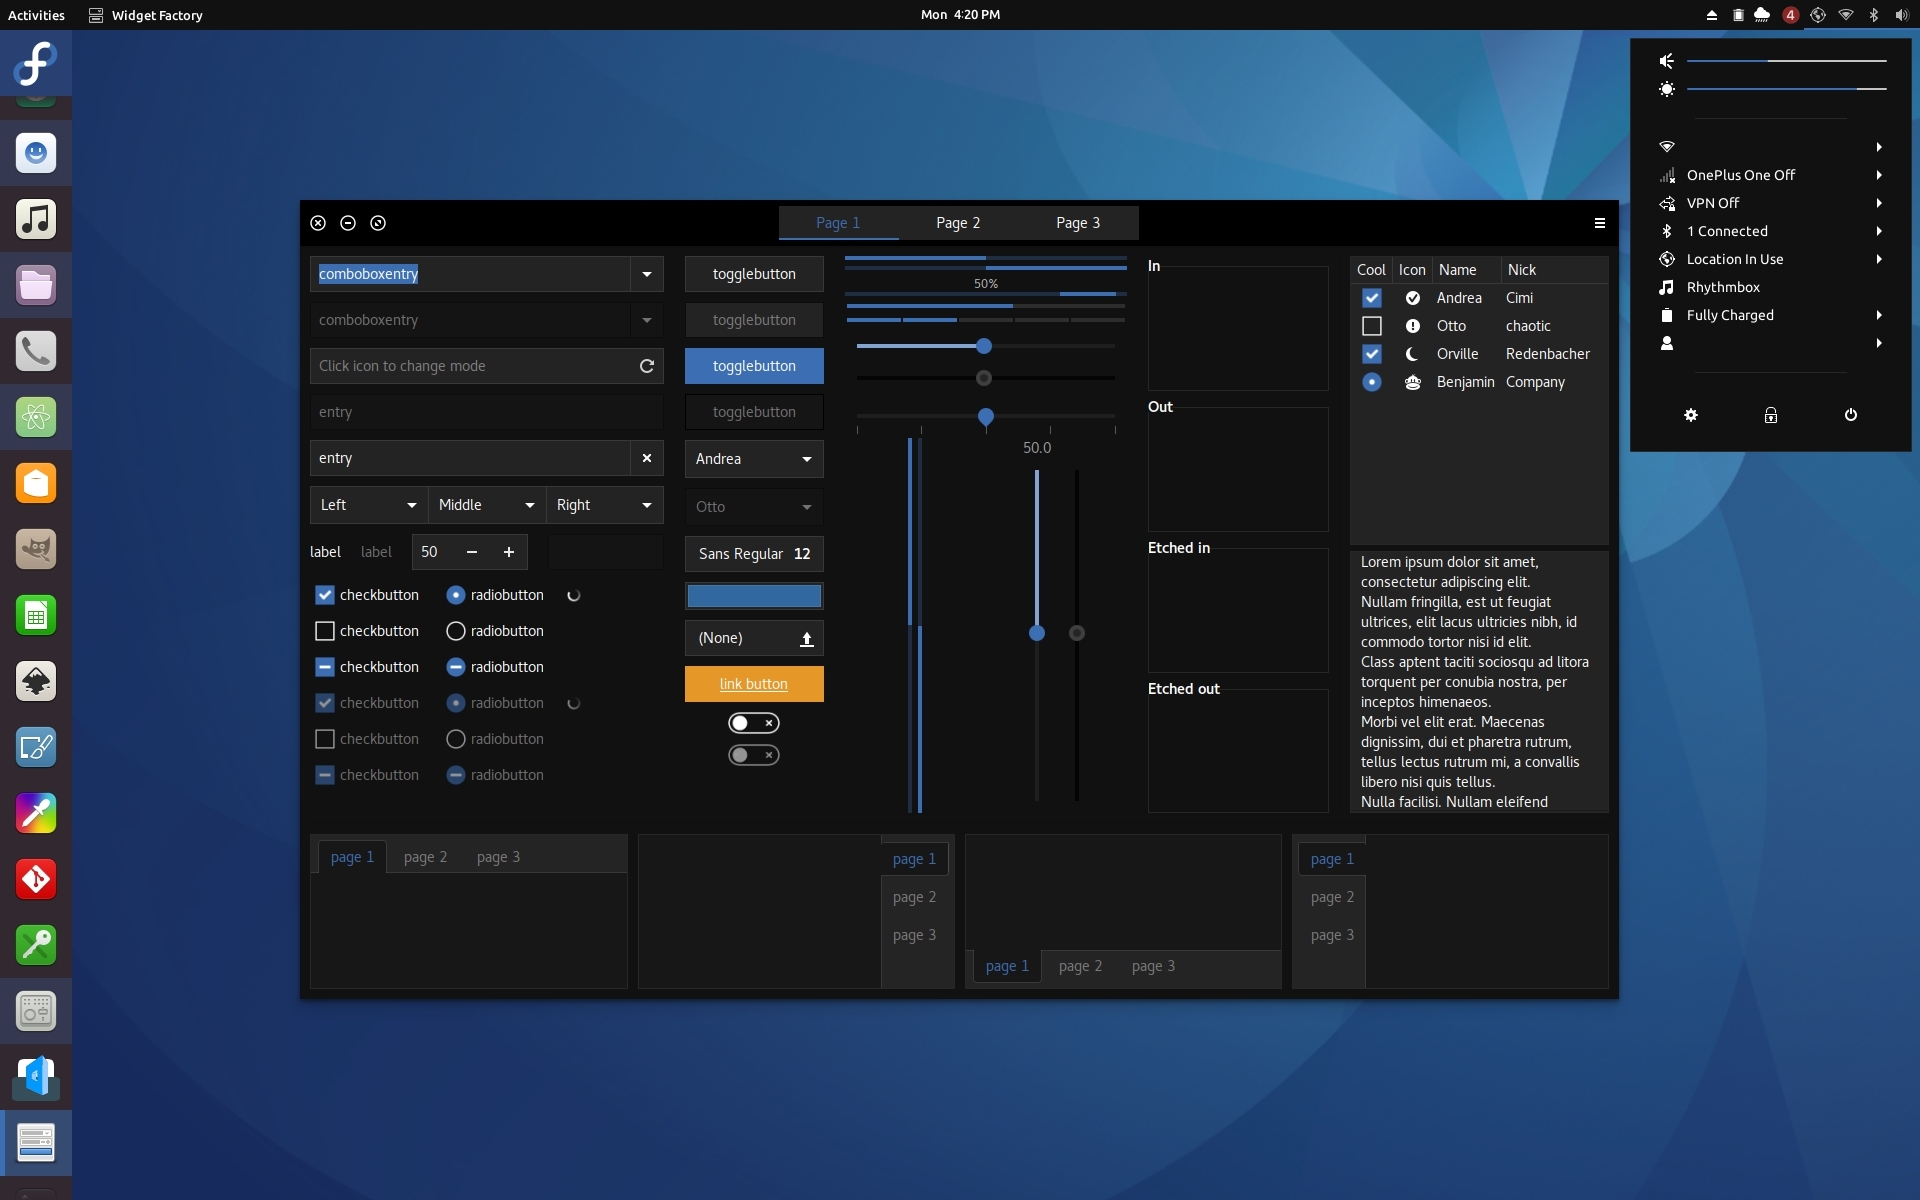 Activities Widget Factory Mon 4:20 PM 4
Page 1 Page 2 Page 3
comboboxentry
comboboxentry
Click icon to change mode
entry
entry
Left Middle Right
label label 50
checkbutton radiobutton
checkbutton radiobutton
checkbutton radiobutton
checkbutton radiobutton
checkbutton radiobutton
checkbutton radiobutton
togglebutton
togglebutton
togglebutton
togglebutton
Andrea
Otto
Sans Regular 12
(None)
link button
50%
50.0
In
Out
Etched in
Etched out
Cool Icon Name Nick
Andrea Cimi
Otto chaotic
Orville Redenbacher
Benjamin Company
Lorem ipsum dolor sit amet,
consectetur adipiscing elit.
Nullam fringilla, est ut feugiat
ultrices, elit lacus ultricies nibh, id
commodo tortor nisi id elit.
Class aptent taciti sociosqu ad litora
torquent per conubia nostra, per
inceptos himenaeos.
Morbi vel elit erat. Maecenas
dignissim, dui et pharetra rutrum,
tellus lectus rutrum mi, a convallis
libero nisi quis tellus.
Nulla facilisi. Nullam eleifend
page 1 page 2 page 3
page 1
page 2
page 3
page 1 page 2 page 3
page 1
page 2
page 3
OnePlus One Off
VPN Off
1 Connected
Location In Use
Rhythmbox
Fully Charged